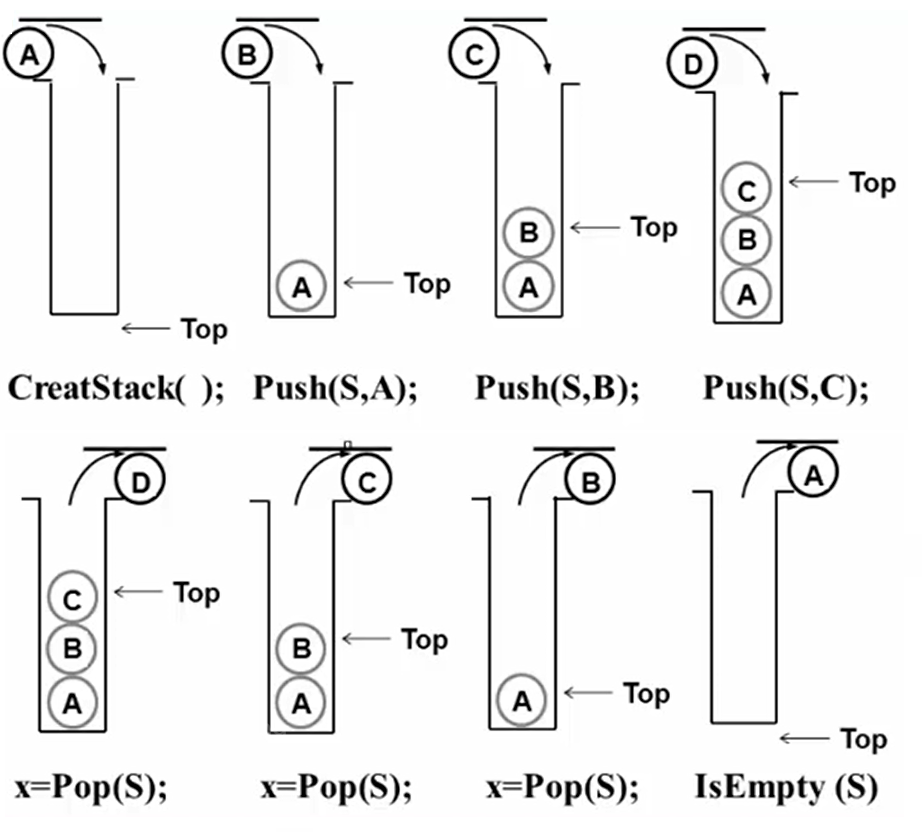 A B C D
C
B B
A A A
Top Top Top Top
CreatStack( ); Push(S,A); Push(S,B); Push(S,C);
D C B A
C
B B
A A A
Top Top Top Top
x=Pop(S); x=Pop(S); x=Pop(S); IsEmpty (S)